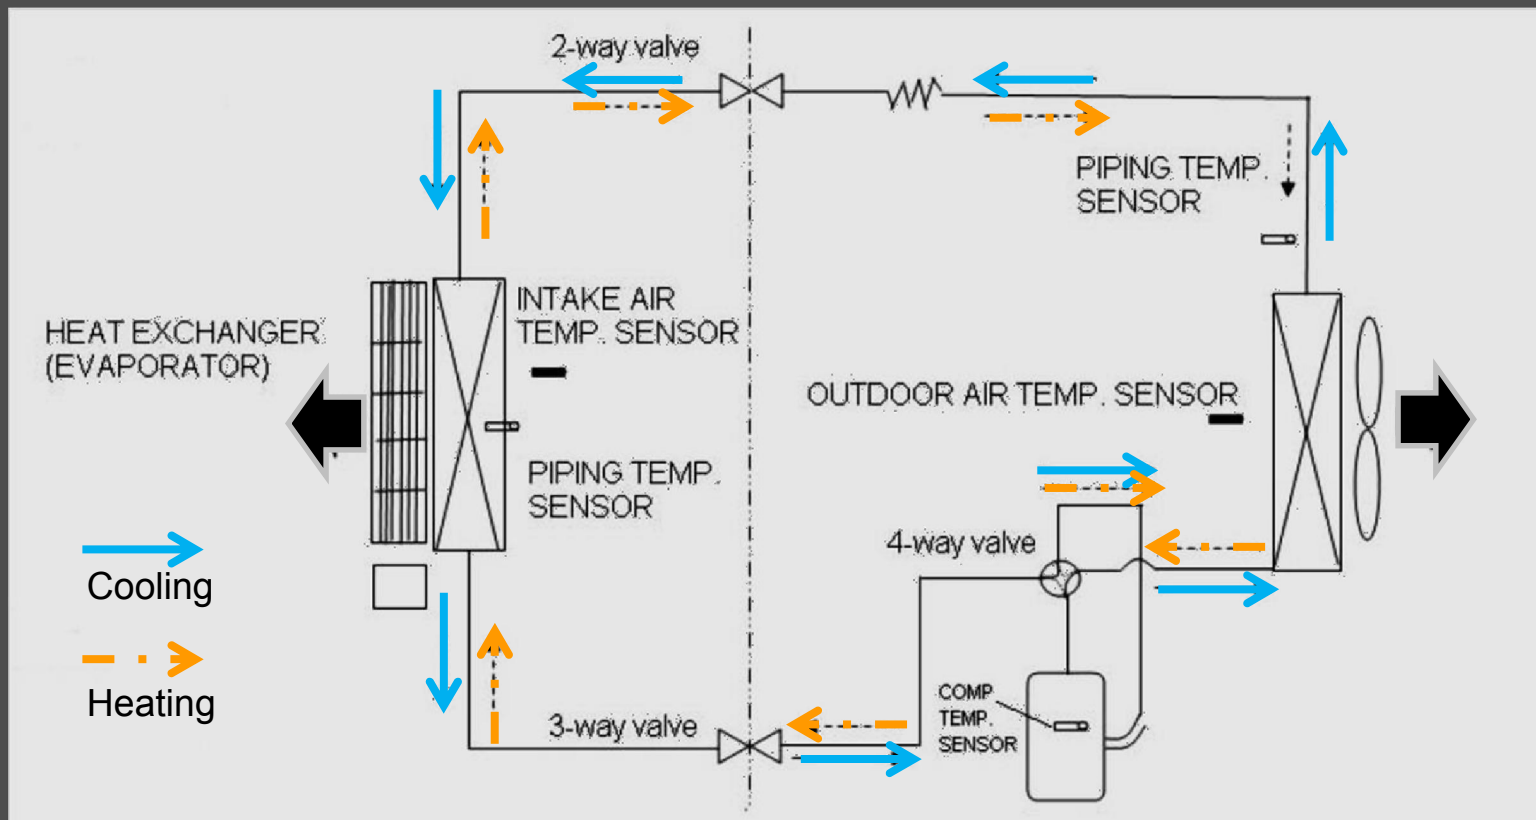 2-way valve
PIPING TEMP.
SENSOR
INTAKE AIR
TEMP. SENSOR
HEAT EXCHANGER
(EVAPORATOR)
OUTDOOR AIR TEMP. SENSOR
PIPING TEMP.
SENSOR
4-way valve
Cooling
Heating
3-way valve
COMP
TEMP.
SENSOR